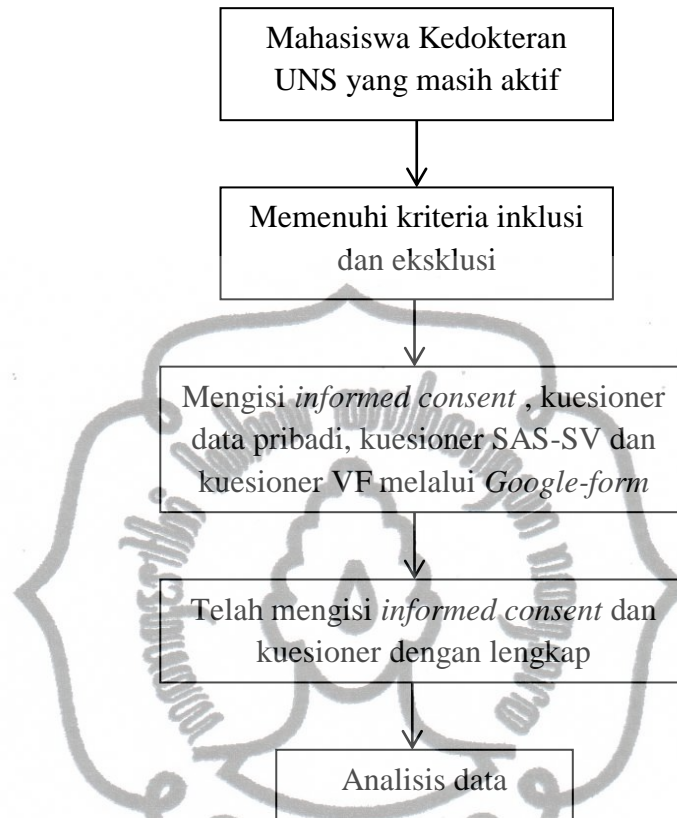 Mahasiswa Kedokteran
UNS yang masih aktif
Memenuhi kriteria inklusi
dan eksklusi
Mengisi informed consent , kuesioner
data pribadi, kuesioner SAS-SV dan
kuesioner VF melalui Google-form
Telah mengisi informed consent dan
kuesioner dengan lengkap
Analisis data